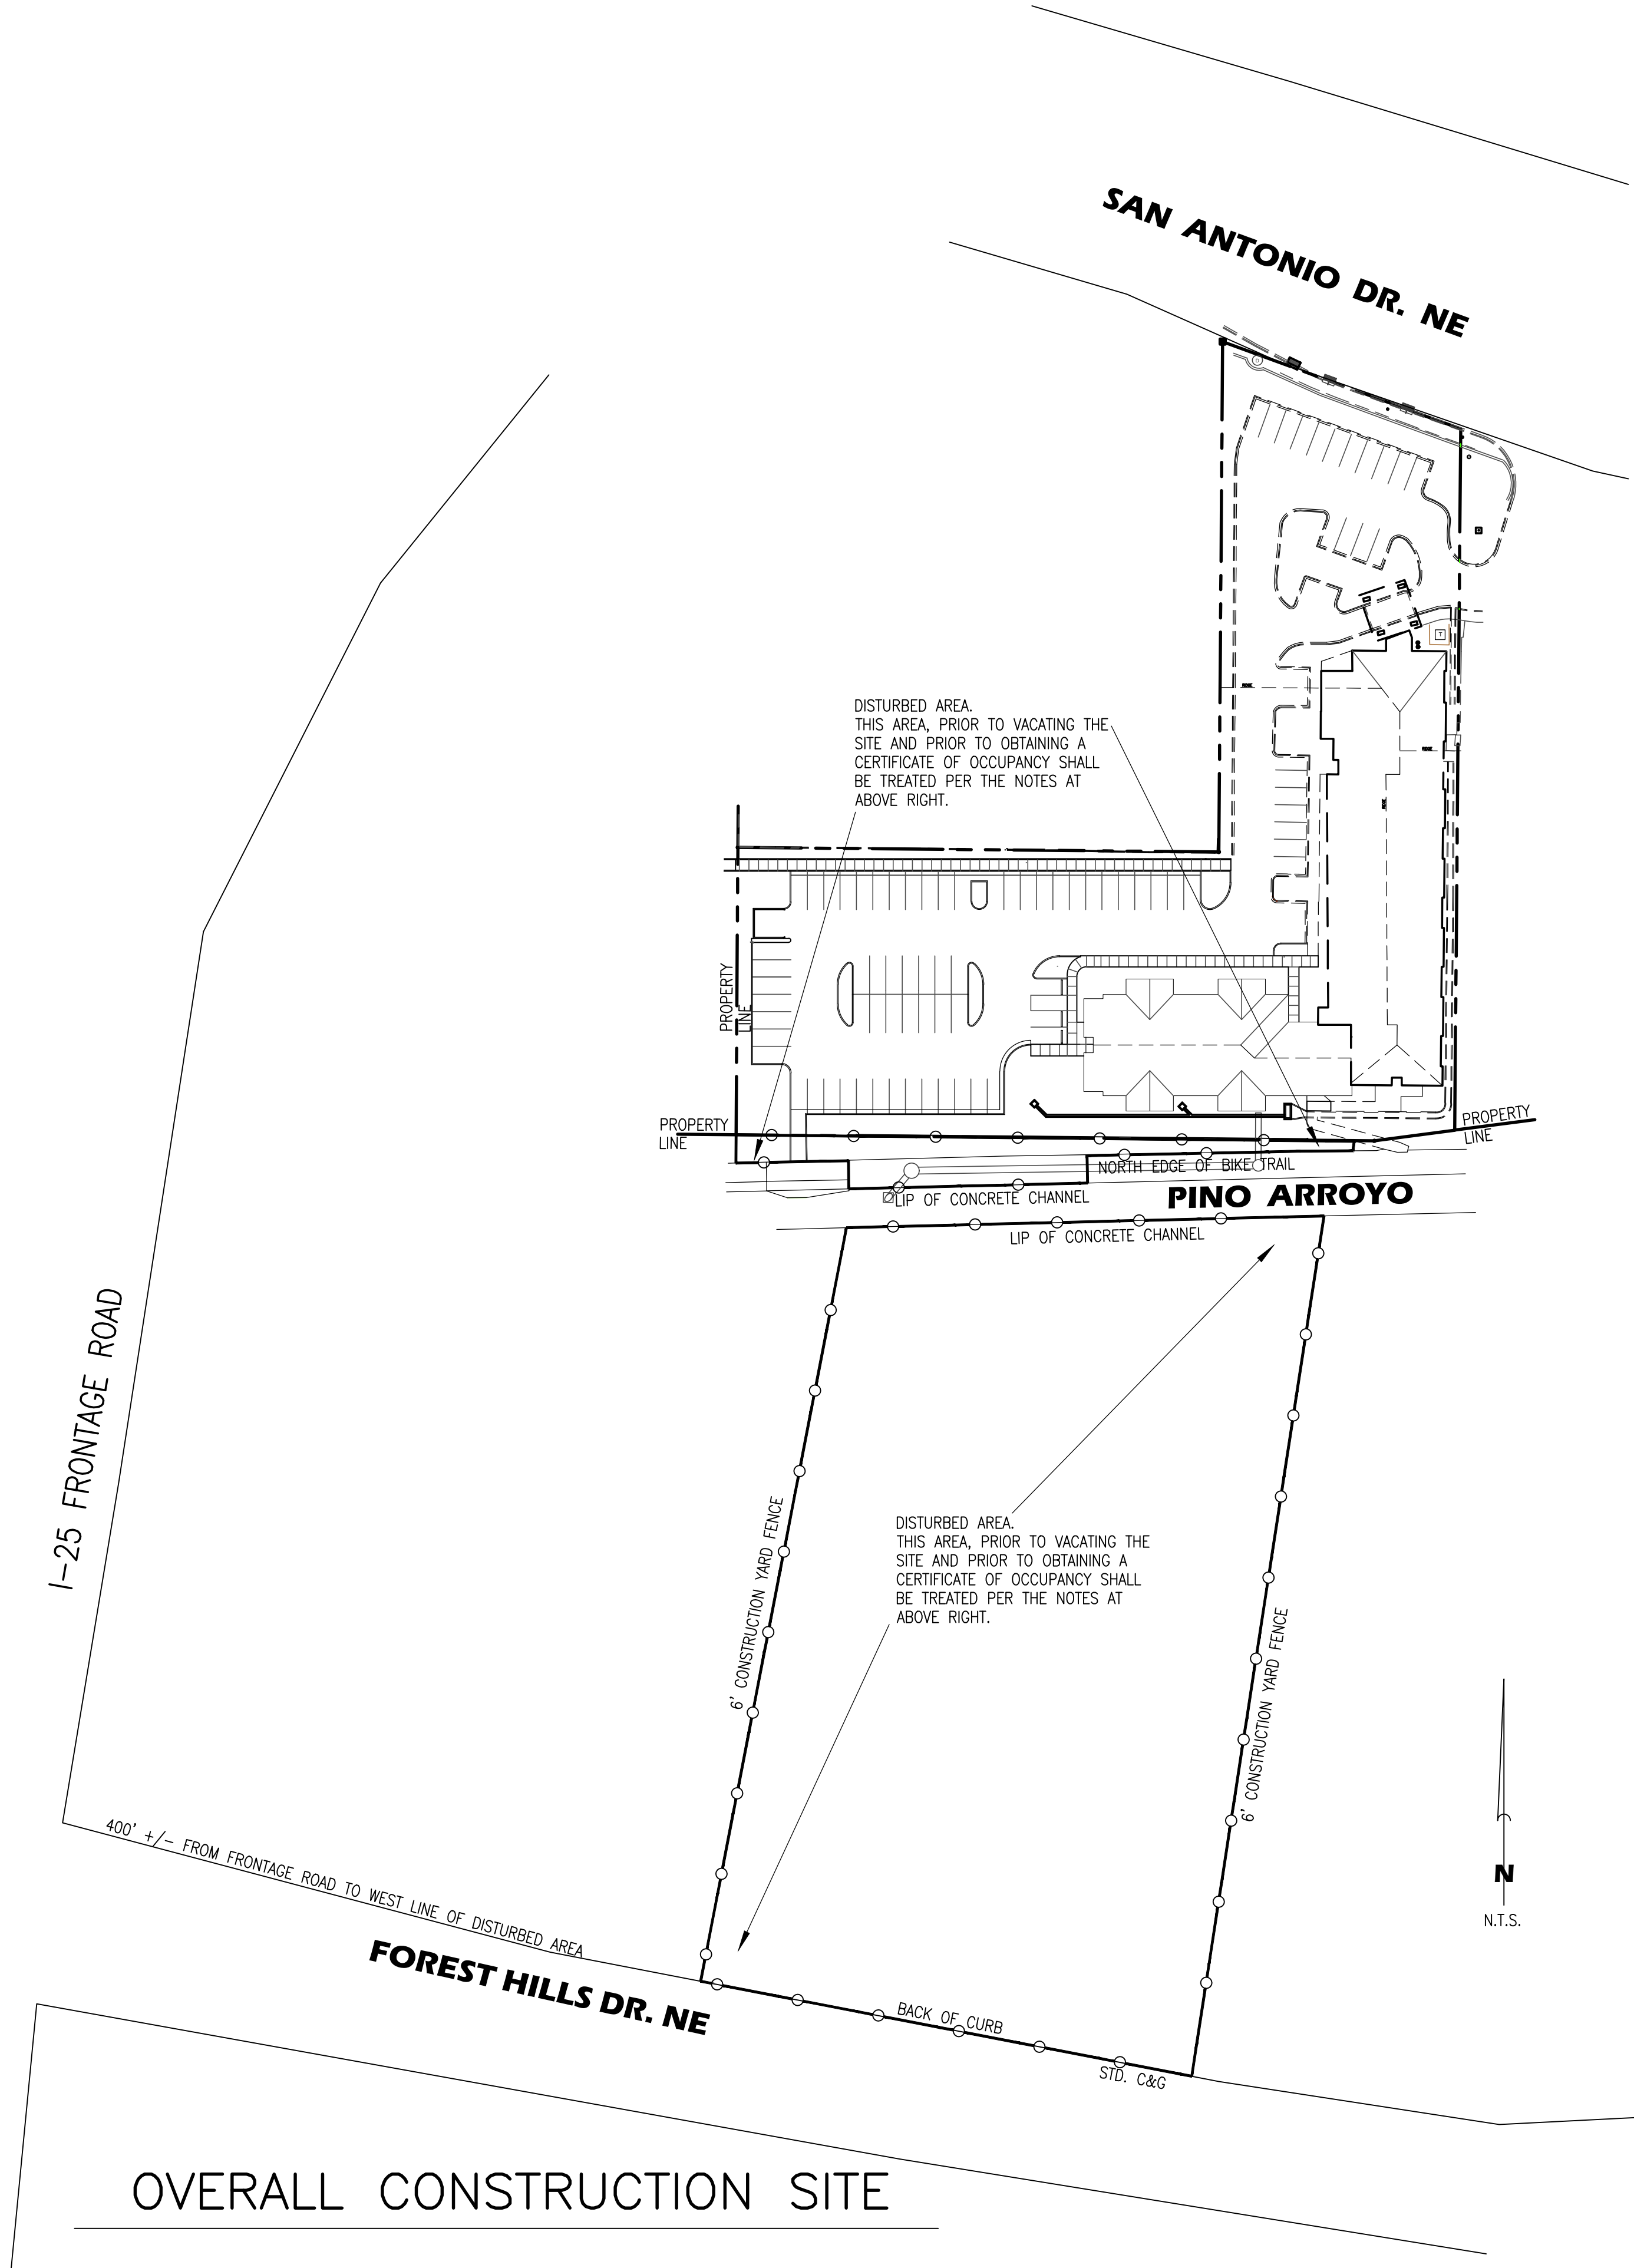 SAN ANTONIO DR. NE
T
DISTURBED AREA.
THIS AREA, PRIOR TO VACATING THE
SITE AND PRIOR TO OBTAINING A
CERTIFICATE OF OCCUPANCY SHALL
BE TREATED PER THE NOTES AT
ABOVE RIGHT.
PROPERTY
LINE
PROPERTY
LINE
PROPERTY
LINE
NORTH EDGE OF BIKE TRAIL
PINO ARROYO
LIP OF CONCRETE CHANNEL
LIP OF CONCRETE CHANNEL
I-25 FRONTAGE ROAD
6' CONSTRUCTION YARD FENCE
DISTURBED AREA.
THIS AREA, PRIOR TO VACATING THE
SITE AND PRIOR TO OBTAINING A
CERTIFICATE OF OCCUPANCY SHALL
BE TREATED PER THE NOTES AT
ABOVE RIGHT.
6' CONSTRUCTION YARD FENCE
400' +/- FROM FRONTAGE ROAD TO WEST LINE OF DISTURBED AREA
N
N.T.S.
FOREST HILLS DR. NE
BACK OF CURB
STD. C&G
OVERALL CONSTRUCTION SITE